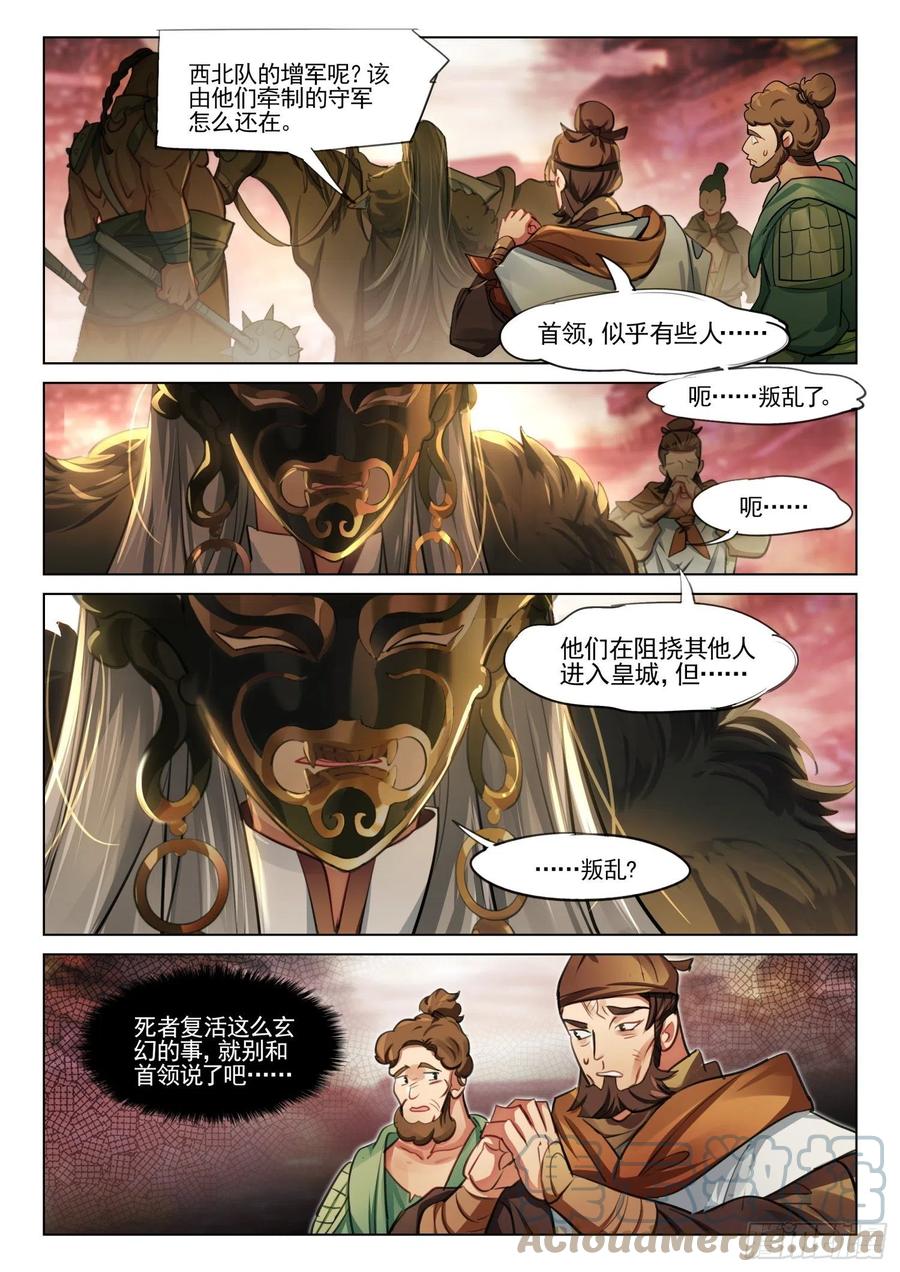 西北队的增军呢？该
由他们牵制的守军
怎么还在。
首领，似乎有些人……
呃……叛乱了。
呃……
他们在阻挠其他人
进入皇城，但……
……叛乱？
死者复活这么玄
幻的事，就别和
首领说了吧……
AcloudMerge.com